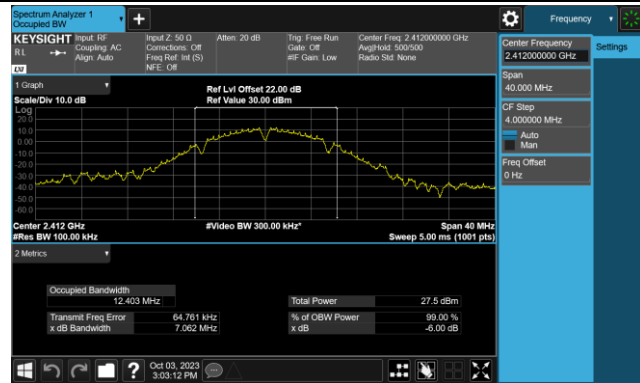 Spectrum Analyzer 1
Occupied BW
+
Frequency
KEYSIGHT
RL
LXI
Input: RF
Coupling: AC
Align: Auto
Input Z: 50 Ω
Corrections: Off
Freq Ref: Int (S)
NFE: Off
Atten: 20 dB
Trig: Free Run
Gate: Off
#IF Gain: Low
Center Freq: 2.412000000 GHz
Avg|Hold: 500/500
Radio Std: None
Center Frequency
2.412000000 GHz
Settings
Span
40.000 MHz
CF Step
4.000000 MHz
Auto
Man
Freq Offset
0 Hz
1 Graph
Scale/Div 10.0 dB
Ref Lvl Offset 22.00 dB
Ref Value 30.00 dBm
Log
20.0
10.0
0.00
-10.0
-20.0
-30.0
-40.0
-50.0
-60.0
Center 2.412 GHz
#Res BW 100.00 kHz
#Video BW 300.00 kHz*
Span 40 MHz
Sweep 5.00 ms (1001 pts)
2 Metrics
Occupied Bandwidth
12.403 MHz
Total Power 27.5 dBm
Transmit Freq Error 64.761 kHz
% of OBW Power 99.00 %
x dB Bandwidth 7.062 MHz
x dB -6.00 dB
?
Oct 03, 2023
3:03:12 PM